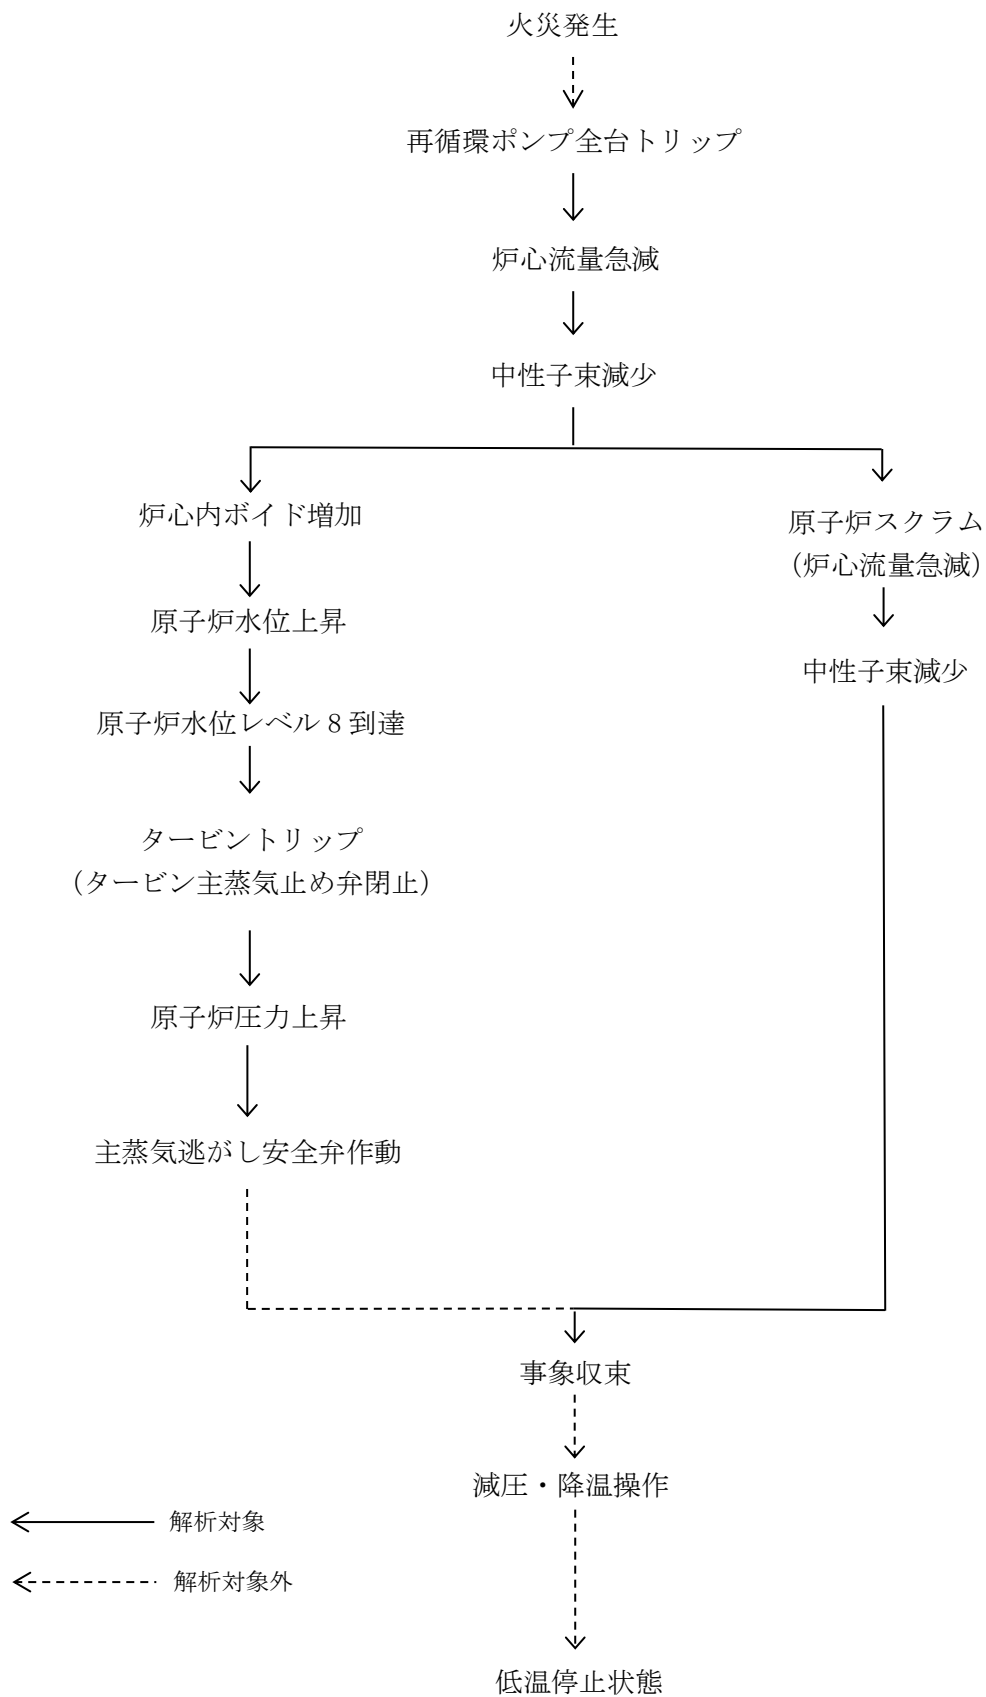 火災発生
再循環ポンプ全台トリップ
炉心流量急減
中性子束減少
炉心内ボイド増加
原子炉水位上昇
原子炉水位レベル８到達
タービントリップ
（タービン主蒸気止め弁閉止）
原子炉圧力上昇
主蒸気逃がし安全弁作動
原子炉スクラム
（炉心流量急減）
中性子束減少
事象収束
減圧・降温操作
低温停止状態
解析対象
解析対象外